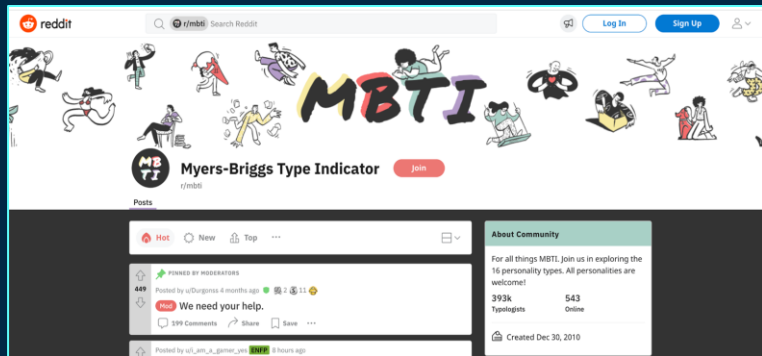 reddit
r/mbti Search Reddit
Log In
Sign Up
MBTI
MB
TI
Myers-Briggs Type Indicator
Join
r/mbti
Posts
Hot
New
Top
About Community
For all things MBTI. Join us in exploring the
16 personality types. All personalities are
welcome!
393k
543
Typologists
Online
Created Dec 30, 2010
PINNED BY MODERATORS
449
Posted by u/Durgonss 4 months ago 2 11
Mod We need your help.
199 Comments
Share
Save
Posted by u/i_am_a_gamer_yes ENFP 8 hours ago